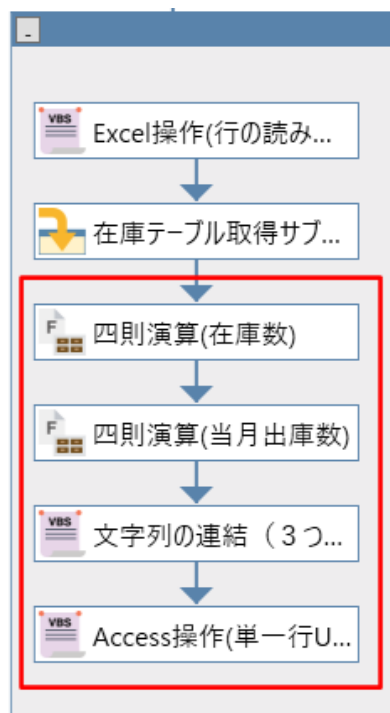 VBS
Excel操作(行の読み...
在庫テーブル取得サブ...
F
四則演算(在庫数)
F
四則演算(当月出庫数)
VBS
文字列の連結（３つ...
VBS
Access操作(単一行U...